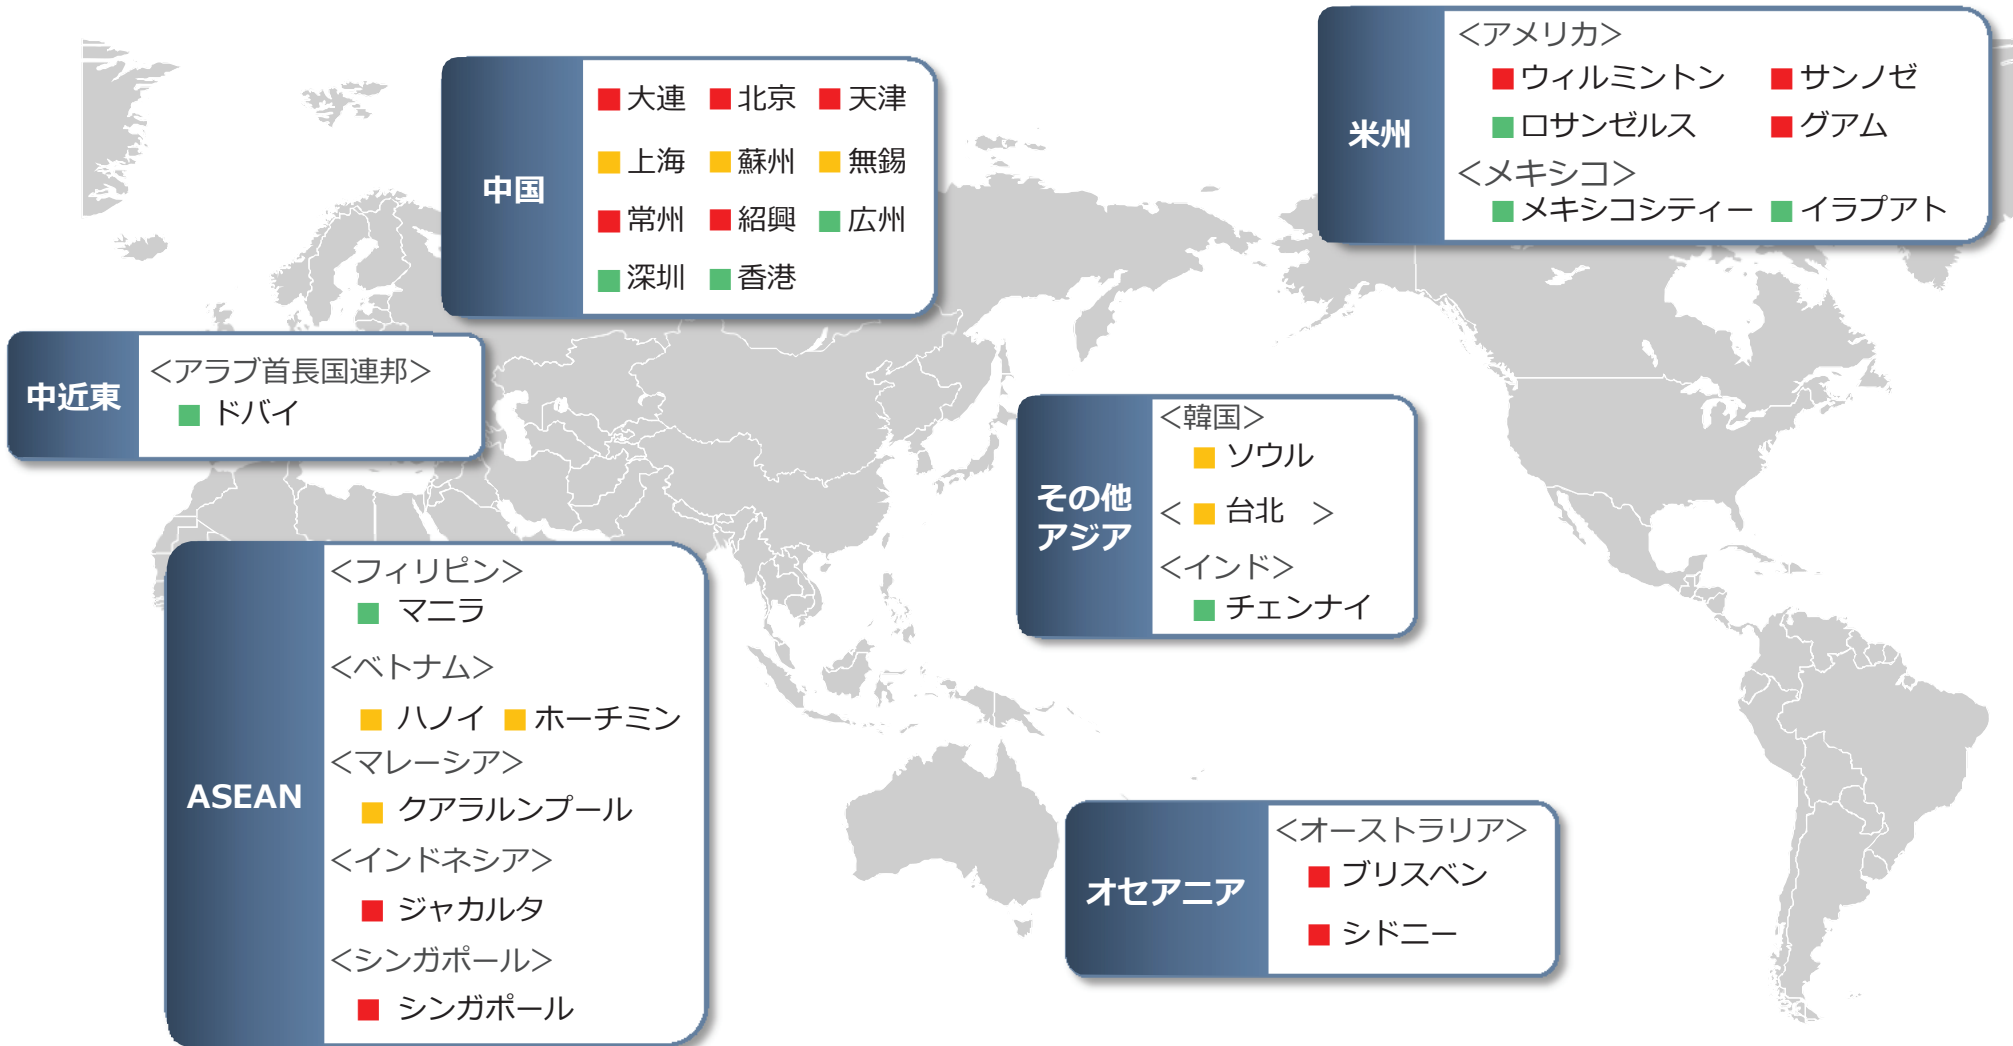 中国
■大連 ■北京 ■天津
■上海 ■蘇州 ■無錫
■常州 ■紹興 ■広州
■深圳 ■香港
米州
<アメリカ>
■ウィルミントン ■サンノゼ
■ロサンゼルス ■グアム
<メキシコ>
■メキシコシティー ■イラプアト
中近東
<アラブ首長国連邦>
■ ドバイ
その他
アジア
<韓国>
■ ソウル
< ■ 台北 >
<インド>
■ チェンナイ
ASEAN
<フィリピン>
■ マニラ
<ベトナム>
■ ハノイ ■ ホーチミン
<マレーシア>
■ クアラルンプール
<インドネシア>
■ ジャカルタ
<シンガポール>
■ シンガポール
オセアニア
<オーストラリア>
■ ブリスベン
■ シドニー